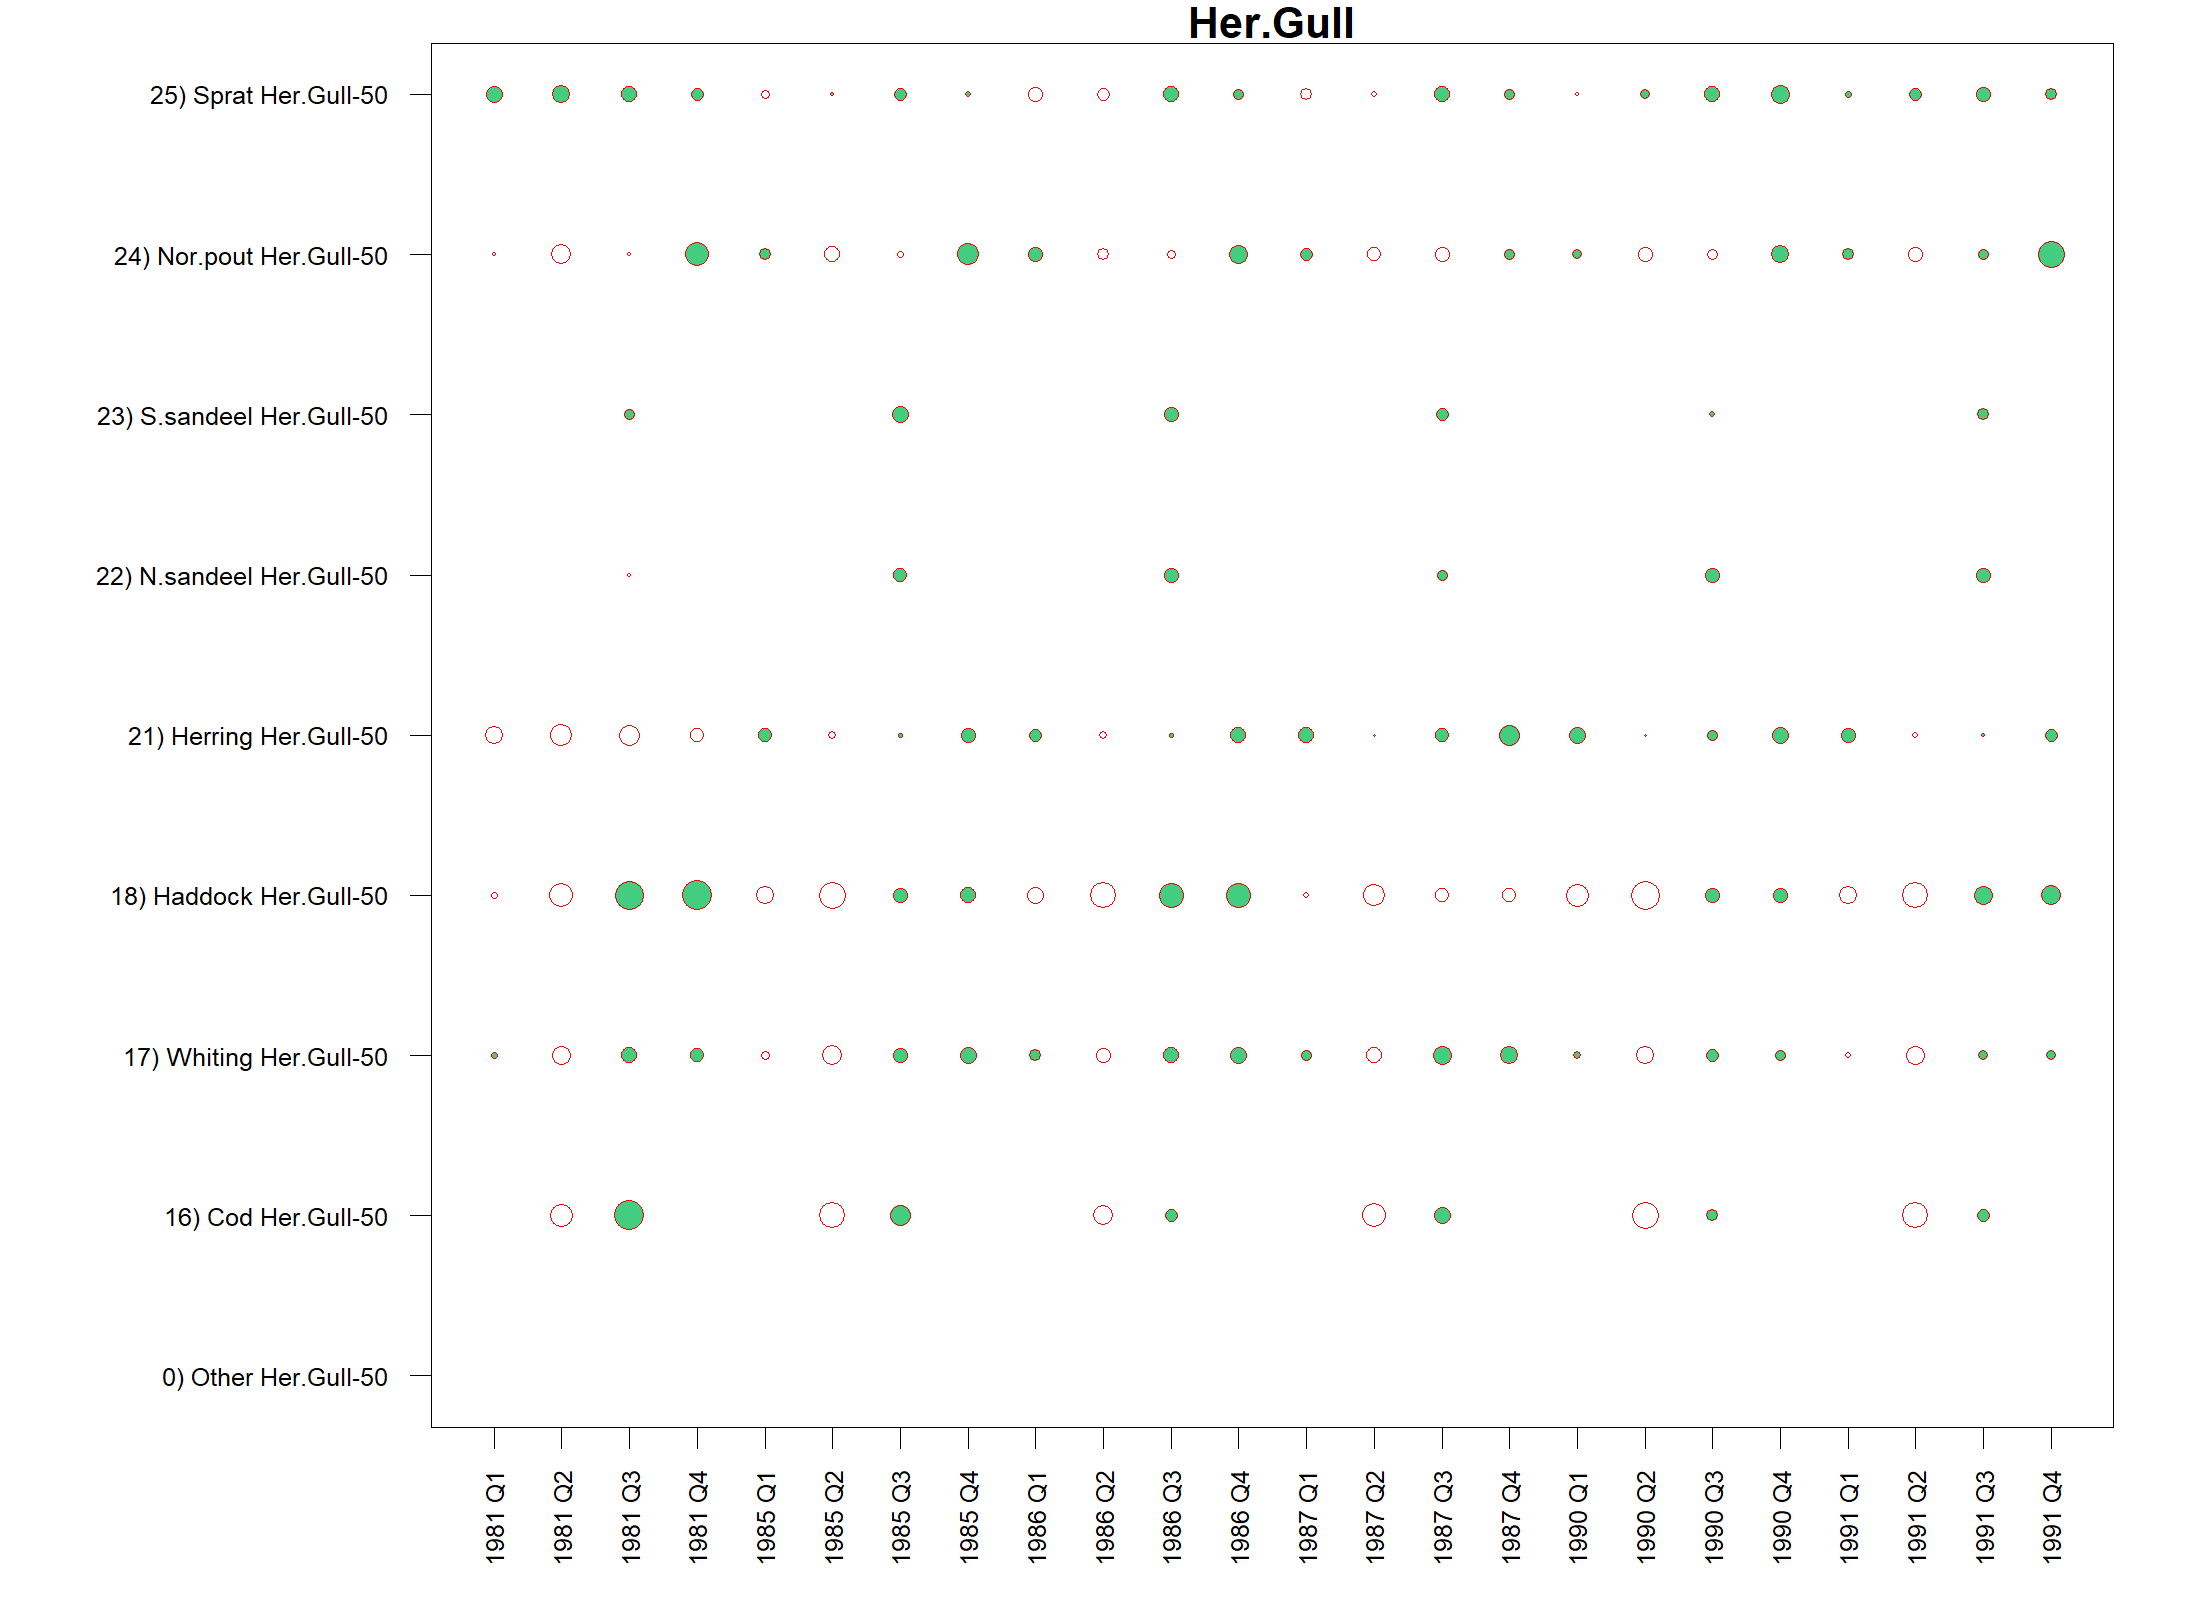 Her.Gull
25) Sprat Her.Gull-50
24) Nor.pout Her.Gull-50
23) S.sandeel Her.Gull-50
22) N.sandeel Her.Gull-50
21) Herring Her.Gull-50
18) Haddock Her.Gull-50
17) Whiting Her.Gull-50
16) Cod Her.Gull-50
0) Other Her.Gull-50
1981 Q1
1981 Q2
1981 Q3
1981 Q4
1985 Q1
1985 Q2
1985 Q3
1985 Q4
1986 Q1
1986 Q2
1986 Q3
1986 Q4
1987 Q1
1987 Q2
1987 Q3
1987 Q4
1990 Q1
1990 Q2
1990 Q3
1990 Q4
1991 Q1
1991 Q2
1991 Q3
1991 Q4